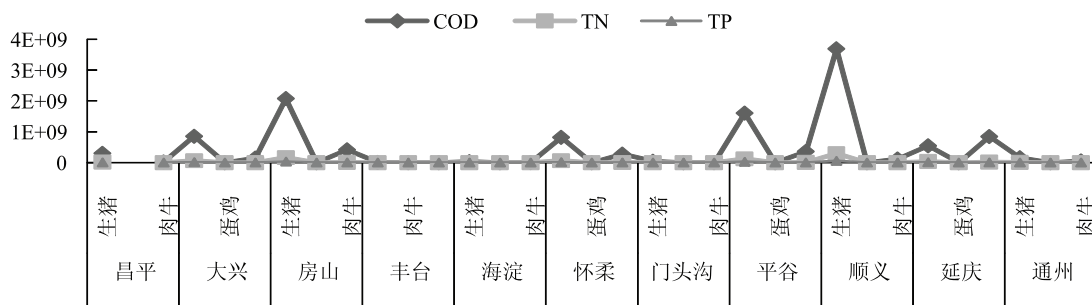 COD TN TP
4E+09
3E+09
2E+09
1E+09
0
生猪 肉牛 蛋鸡 生猪 肉牛 蛋鸡 生猪 肉牛 蛋鸡 生猪 肉牛 蛋鸡 生猪 肉牛 蛋鸡 生猪 肉牛
昌平 大兴 房山 丰台 海淀 怀柔 门头沟 平谷 顺义 延庆 通州